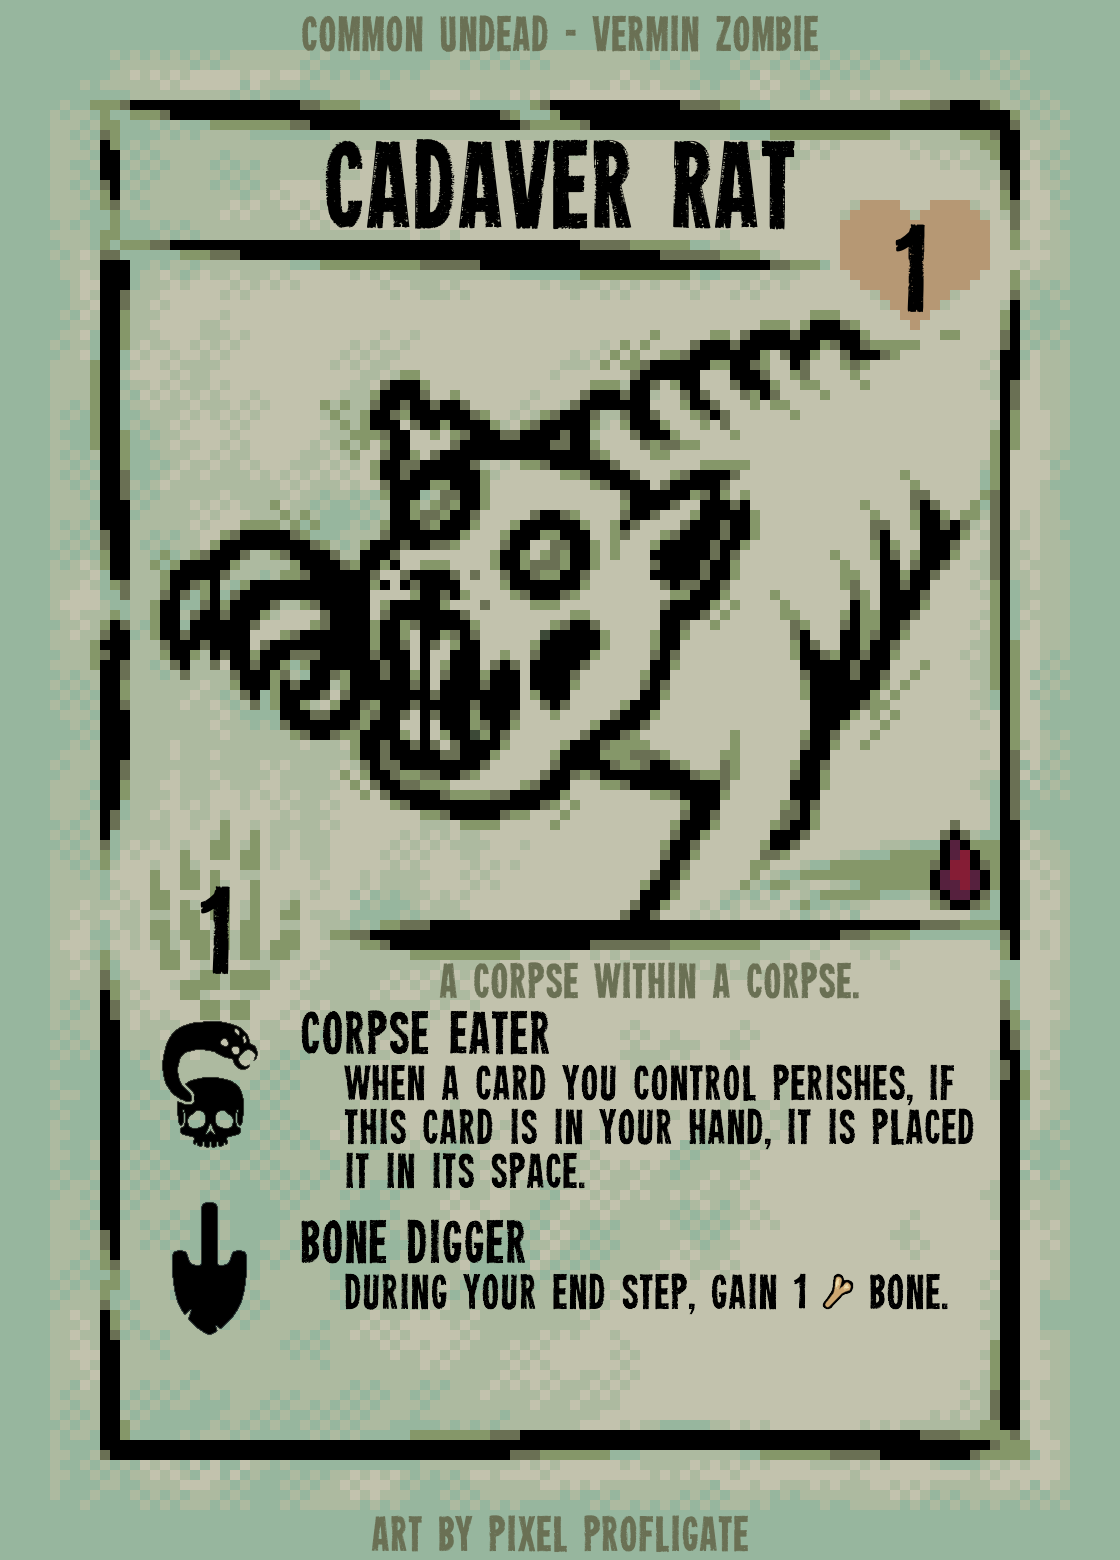 COMMON UNDEAD - VERMIN ZOMBIE
CADAVER RAT
1
1
A CORPSE WITHIN A CORPSE.
CORPSE EATER
WHEN A CARD YOU CONTROL PERISHES, IF
THIS CARD IS IN YOUR HAND, IT IS PLACED
IT IN ITS SPACE.
BONE DIGGER
DURING YOUR END STEP, GAIN 1 BONE.
ART BY PIXEL PROFLIGATE